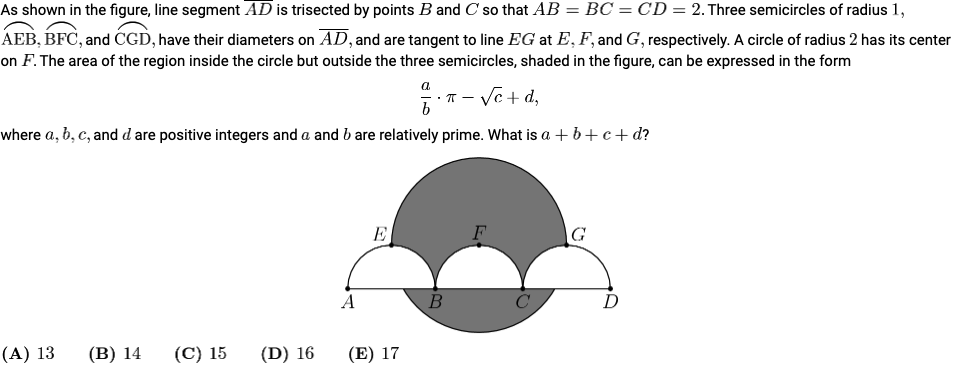 As shown in the figure, line segment $\overline{AD}$ is trisected by points $B$ and $C$ so that $AB = BC = CD = 2$. Three semicircles of radius $1$,
$\overset{\frown}{AEB}$, $\overset{\frown}{BFC}$, and $\overset{\frown}{CGD}$, have their diameters on $\overline{AD}$, and are tangent to line $EG$ at $E, F,$ and $G$, respectively. A circle of radius $2$ has its center
on $F$. The area of the region inside the circle but outside the three semicircles, shaded in the figure, can be expressed in the form
$\frac{a}{b} \cdot \pi - \sqrt{c} + d,$
where $a, b, c,$ and $d$ are positive integers and $a$ and $b$ are relatively prime. What is $a + b + c + d$?
E F G
A B C D
(A) 13 (B) 14 (C) 15 (D) 16 (E) 17